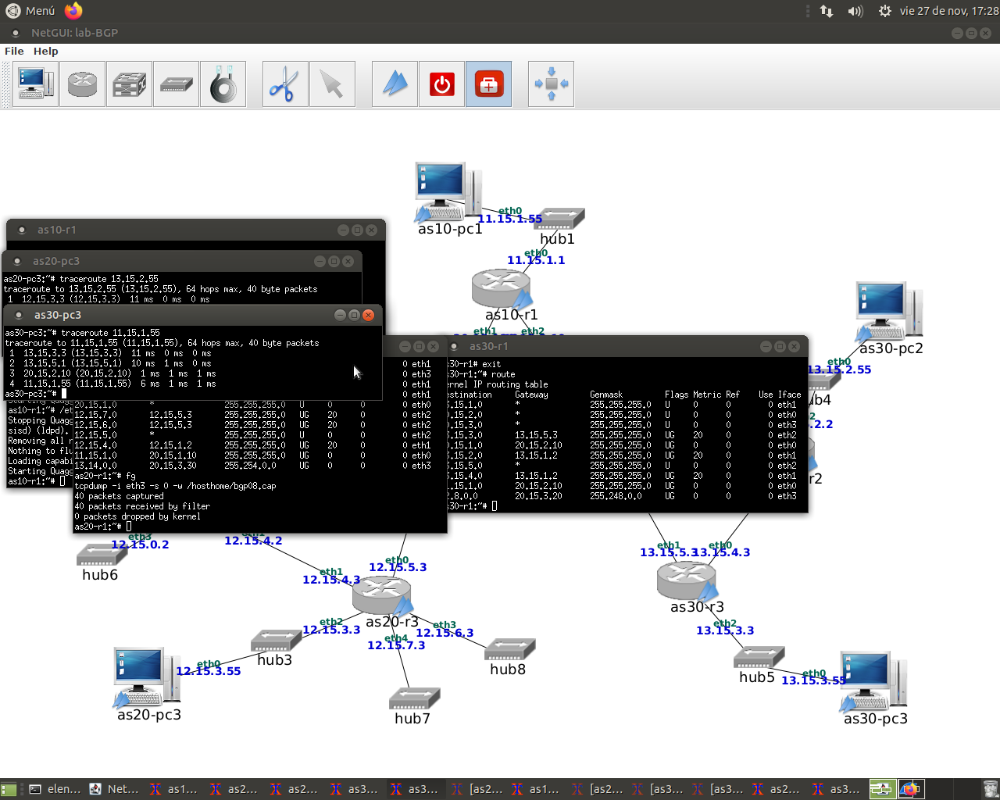 Menú
vie 27 de nov, 17:28
NetGUI: lab-BGP
File Help
as10-pc1
eth0
11.15.1.55
hub1
eth0
11.15.1.1
as10-r1
eth1
eth2
as30-pc2
eth0
13.15.2.55
hub4
as10-r1
as20-pc3
as20-pc3:~# traceroute 13.15.2.55
traceroute to 13.15.2.55 (13.15.2.55), 64 hops max, 40 byte packets
1 12.15.3.3 (12.15.3.3) 11 ms 0 ms 0 ms
as30-pc3
as30-pc3:~# traceroute 11.15.1.55
traceroute to 11.15.1.55 (11.15.1.55), 64 hops max, 40 byte packets
1 13.15.3.3 (13.15.3.3) 11 ms 0 ms 0 ms
2 13.15.5.1 (13.15.5.1) 10 ms 1 ms 0 ms
3 20.15.2.10 (20.15.2.10) 1 ms 1 ms 1 ms
4 11.15.1.55 (11.15.1.55) 6 ms 1 ms 1 ms
as30-pc3:~#
as10-r1:~# /et
Stopping Quagg
sisd) (ldpd).
Removing all r
Nothing to flu
Loading capabi
Starting Quagg
as10-r1:~#
0 eth1
0 eth3
0 eth1
0 eth1
20.15.1.0 * 255.255.255.0 U 0 0 0 eth0
12.15.7.0 12.15.5.3 255.255.255.0 UG 20 0 0 eth2
12.15.6.0 12.15.5.3 255.255.255.0 UG 20 0 0 eth2
12.15.5.0 * 255.255.255.0 U 0 0 0 eth2
12.15.4.0 12.15.1.2 255.255.255.0 UG 20 0 0 eth1
11.15.1.0 20.15.1.10 255.255.255.0 UG 0 0 0 eth0
13.14.0.0 20.15.3.30 255.254.0.0 UG 0 0 0 eth3
as20-r1:~# fg
tcpdump -i eth3 -s 0 -w /hosthome/bgp08.cap
40 packets captured
40 packets received by filter
0 packets dropped by kernel
as20-r1:~#
as30-r1
s30-r1# exit
s30-r1:~# route
ernel IP routing table
estination Gateway Genmask Flags Metric Ref Use Iface
3.15.1.0 * 255.255.255.0 U 0 0 0 eth1
.15.2.0 * 255.255.255.0 U 0 0 0 eth0
.15.3.0 * 255.255.255.0 U 0 0 0 eth3
3.15.3.0 13.15.5.3 255.255.255.0 UG 20 0 0 eth2
.15.1.0 20.15.2.10 255.255.255.0 UG 0 0 0 eth0
3.15.2.0 13.15.1.2 255.255.255.0 UG 20 0 0 eth1
3.15.5.0 * 255.255.255.0 U 0 0 0 eth2
3.15.4.0 13.15.1.2 255.255.255.0 UG 20 0 0 eth1
.15.1.0 20.15.2.10 255.255.255.0 UG 0 0 0 eth0
2.8.0.0 20.15.3.20 255.248.0.0 UG 0 0 0 eth3
s30-r1:~#
eth3
12.15.0.2
hub6
12.15.4.2
eth1
12.15.4.3
eth0
12.15.5.3
as20-r3
eth2
12.15.3.3
eth3
12.15.6.3
eth4
12.15.7.3
hub3
hub8
eth0
12.15.3.55
as20-pc3
hub7
eth1
13.15.5.3
eth0
13.15.4.3
as30-r3
eth2
13.15.3.3
hub5
eth0
13.15.3.55
as30-pc3
elen... Net... as1... as2... as2... as3... as3... [as2... as1... [as2... [as3... [as3... as2... as3...